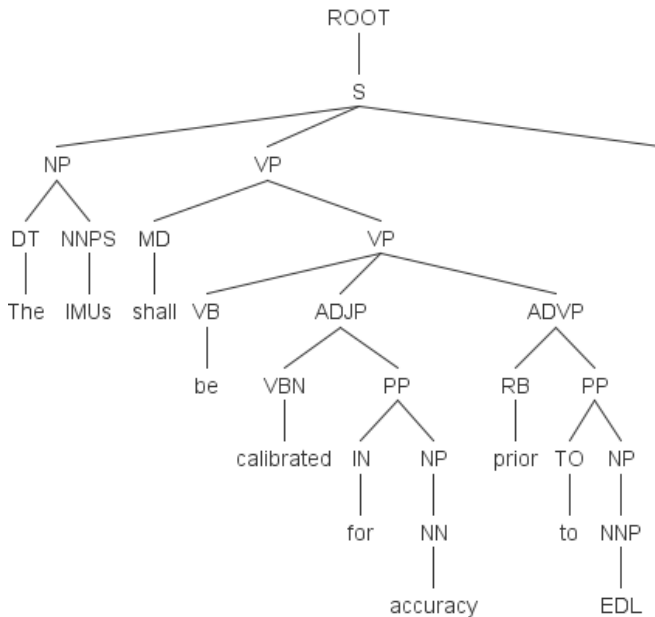 ROOT
S
NP VP
DT NNPS MD VP
The IMUs shall VB ADJP ADVP
be VBN PP RB PP
calibrated IN NP prior TO NP
for NN to NNP
accuracy EDL